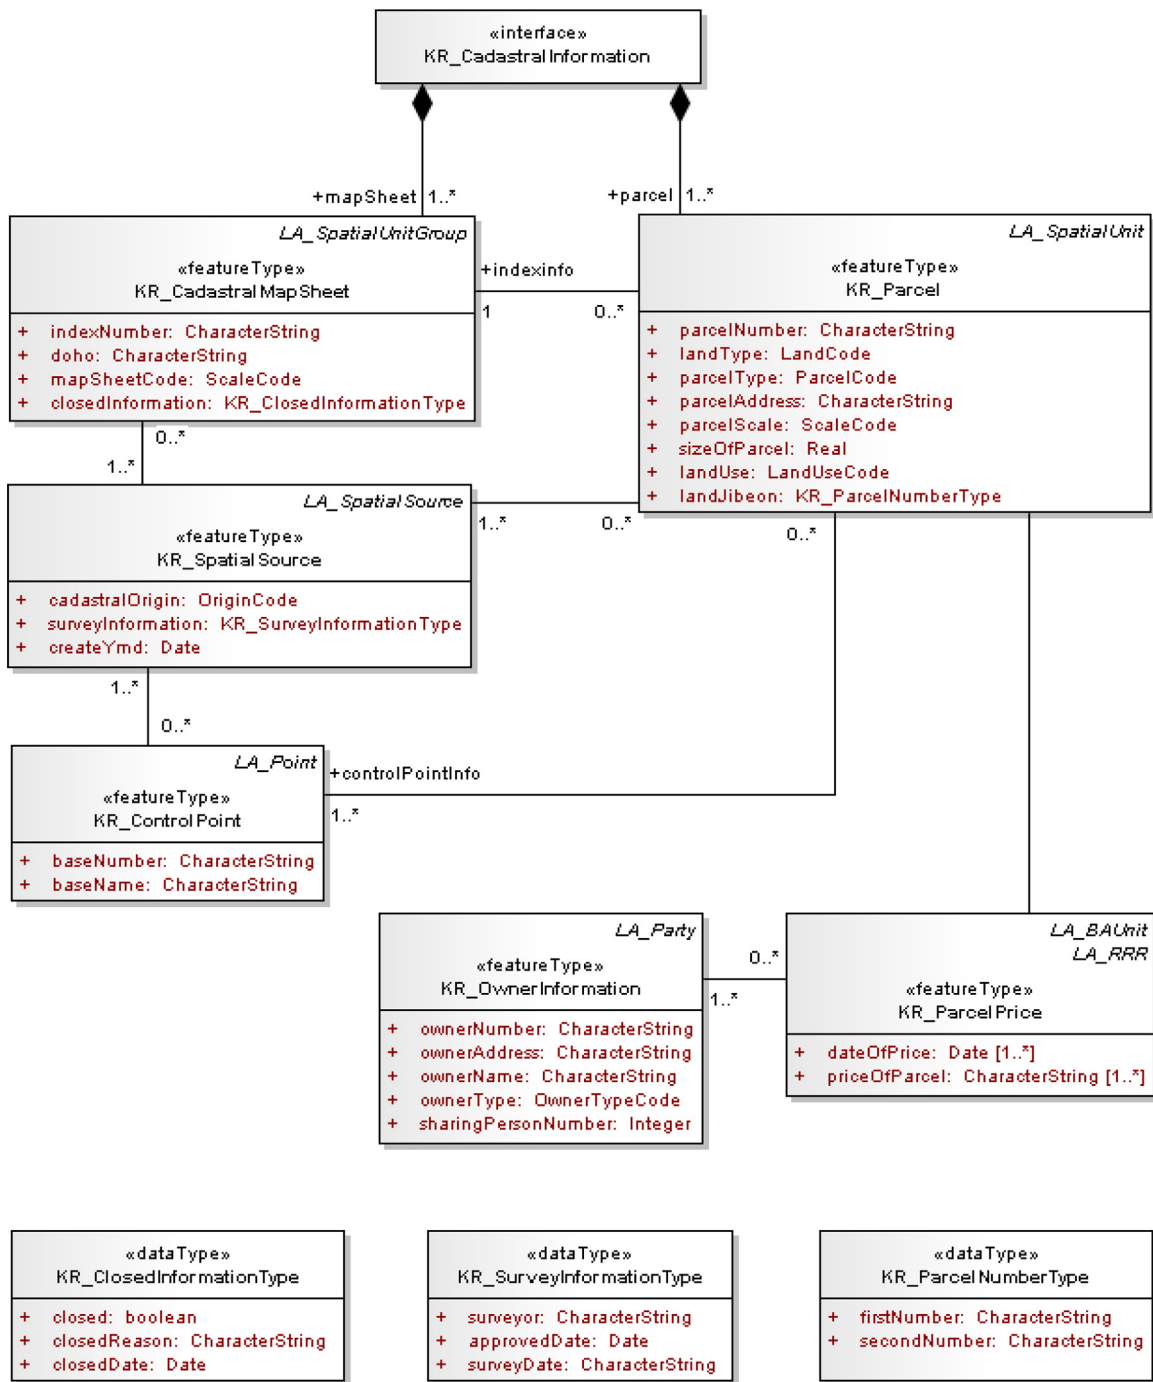 «interface»
KR_CadastralInformation
+mapSheet 1..*
+parcel 1..*
LA_SpatialUnitGroup
«featureType»
KR_CadastralMapSheet
+ indexNumber: CharacterString
+ doho: CharacterString
+ mapSheetCode: ScaleCode
+ closedInformation: KR_ClosedInformationType
+indexinfo
1
0..*
LA_SpatialUnit
«featureType»
KR_Parcel
+ parcelNumber: CharacterString
+ landType: LandCode
+ parcelType: ParcelCode
+ parcelAddress: CharacterString
+ parcelScale: ScaleCode
+ sizeOfParcel: Real
+ landUse: LandUseCode
+ landJibeon: KR_ParcelNumberType
0..*
1..*
LA_SpatialSource
«featureType»
KR_SpatialSource
+ cadastralOrigin: OriginCode
+ surveyInformation: KR_SurveyInformationType
+ createYmd: Date
1..*
0..*
0..*
1..*
0..*
LA_Point
«featureType»
KR_ControlPoint
+ baseNumber: CharacterString
+ baseName: CharacterString
+controlPointInfo
1..*
LA_Party
«featureType»
KR_OwnerInformation
+ ownerNumber: CharacterString
+ ownerAddress: CharacterString
+ ownerName: CharacterString
+ ownerType: OwnerTypeCode
+ sharingPersonNumber: Integer
0..*
1..*
LA_BAUnit
LA_RRR
«featureType»
KR_ParcelPrice
+ dateOfPrice: Date [1..*]
+ priceOfParcel: CharacterString [1..*]
«dataType»
KR_ClosedInformationType
+ closed: boolean
+ closedReason: CharacterString
+ closedDate: Date
«dataType»
KR_SurveyInformationType
+ surveyor: CharacterString
+ approvedDate: Date
+ surveyDate: CharacterString
«dataType»
KR_ParcelNumberType
+ firstNumber: CharacterString
+ secondNumber: CharacterString